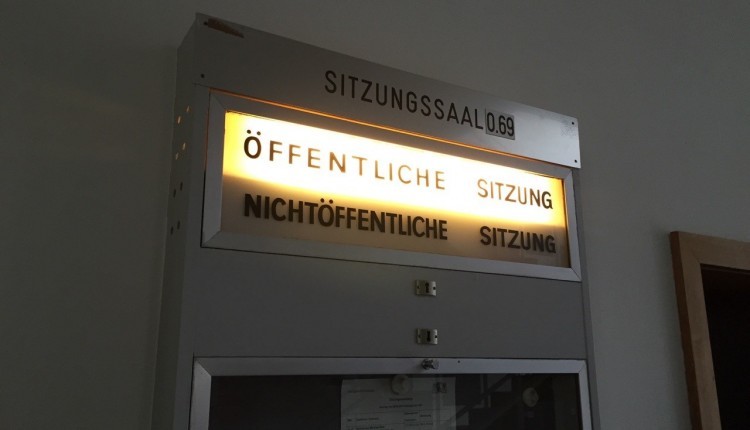 SITZUNGSSAAL 0.69
ÖFFENTLICHE SITZUNG
NICHTÖFFENTLICHE SITZUNG